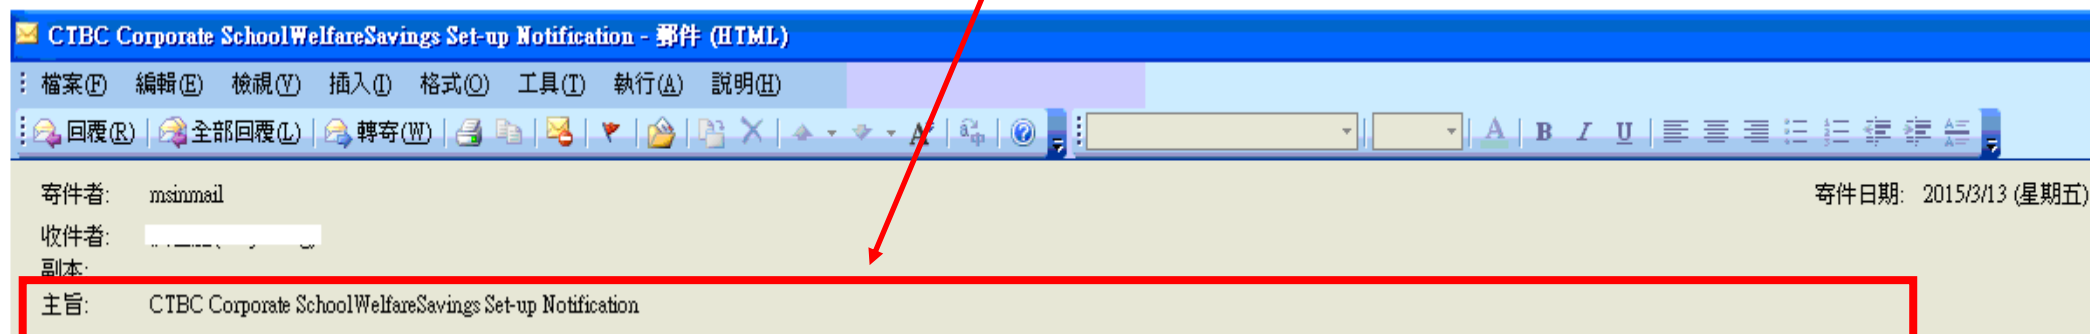 CTBC Corporate SchoolWelfareSavings Set-up Notification - 郵件 (HTML)
檔案(F) 編輯(E) 檢視(V) 插入(I) 格式(O) 工具(T) 執行(A) 說明(H)
回覆(R) 全部回覆(L) 轉寄(W) A B I U
寄件者: msinmail 寄件日期: 2015/3/13 (星期五)
收件者:
副本:
主旨: CTBC Corporate SchoolWelfareSavings Set-up Notification